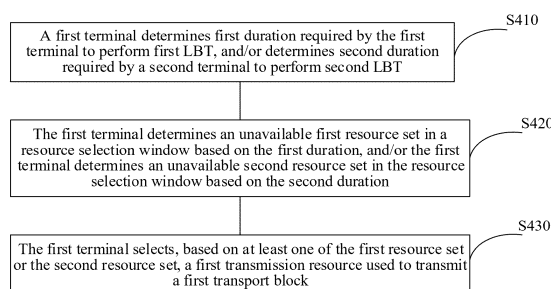 S410
A first terminal determines first duration required by the first
terminal to perform first LBT, and/or determines second duration
required by a second terminal to perform second LBT
S420
The first terminal determines an unavailable first resource set in a
resource selection window based on the first duration, and/or the first
terminal determines an unavailable second resource set in the resource
selection window based on the second duration
S430
The first terminal selects, based on at least one of the first resource set
or the second resource set, a first transmission resource used to transmit
a first transport block